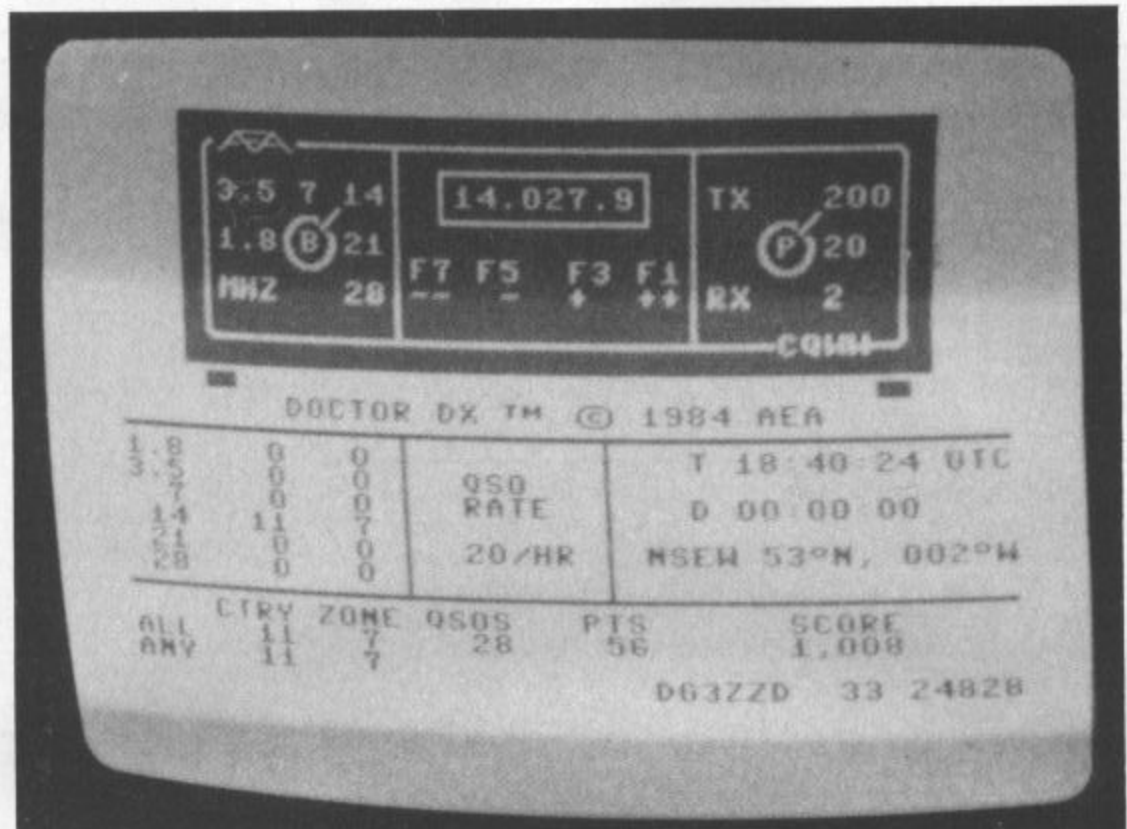 3.5 7 14
1.8 B 21
MHZ 28
14.027.9
F7 F5 F3 F1
-- - + ++
TX 200
P 20
RX 2
DOCTOR DX ™ © 1984 AEA
1.8 0 0
3.5 0 0
7 0 0
14 11 7
21 0 0
28 0 0
QSO
RATE
20/HR
T 18:40:24 UTC
D 00:00:00
NSEW 53°N, 002°W
CTRY ZONE QSOS PTS SCORE
ALL 11 7 28 56 1,008
ANY 11 7
DG3ZZD 33 24828